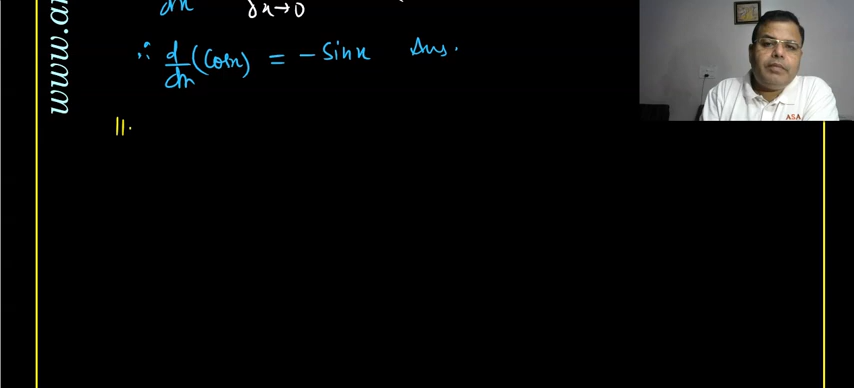 δx→0
∴ d/dx (Cosx) = - Sinx Ans.
11.
www.a
ASA